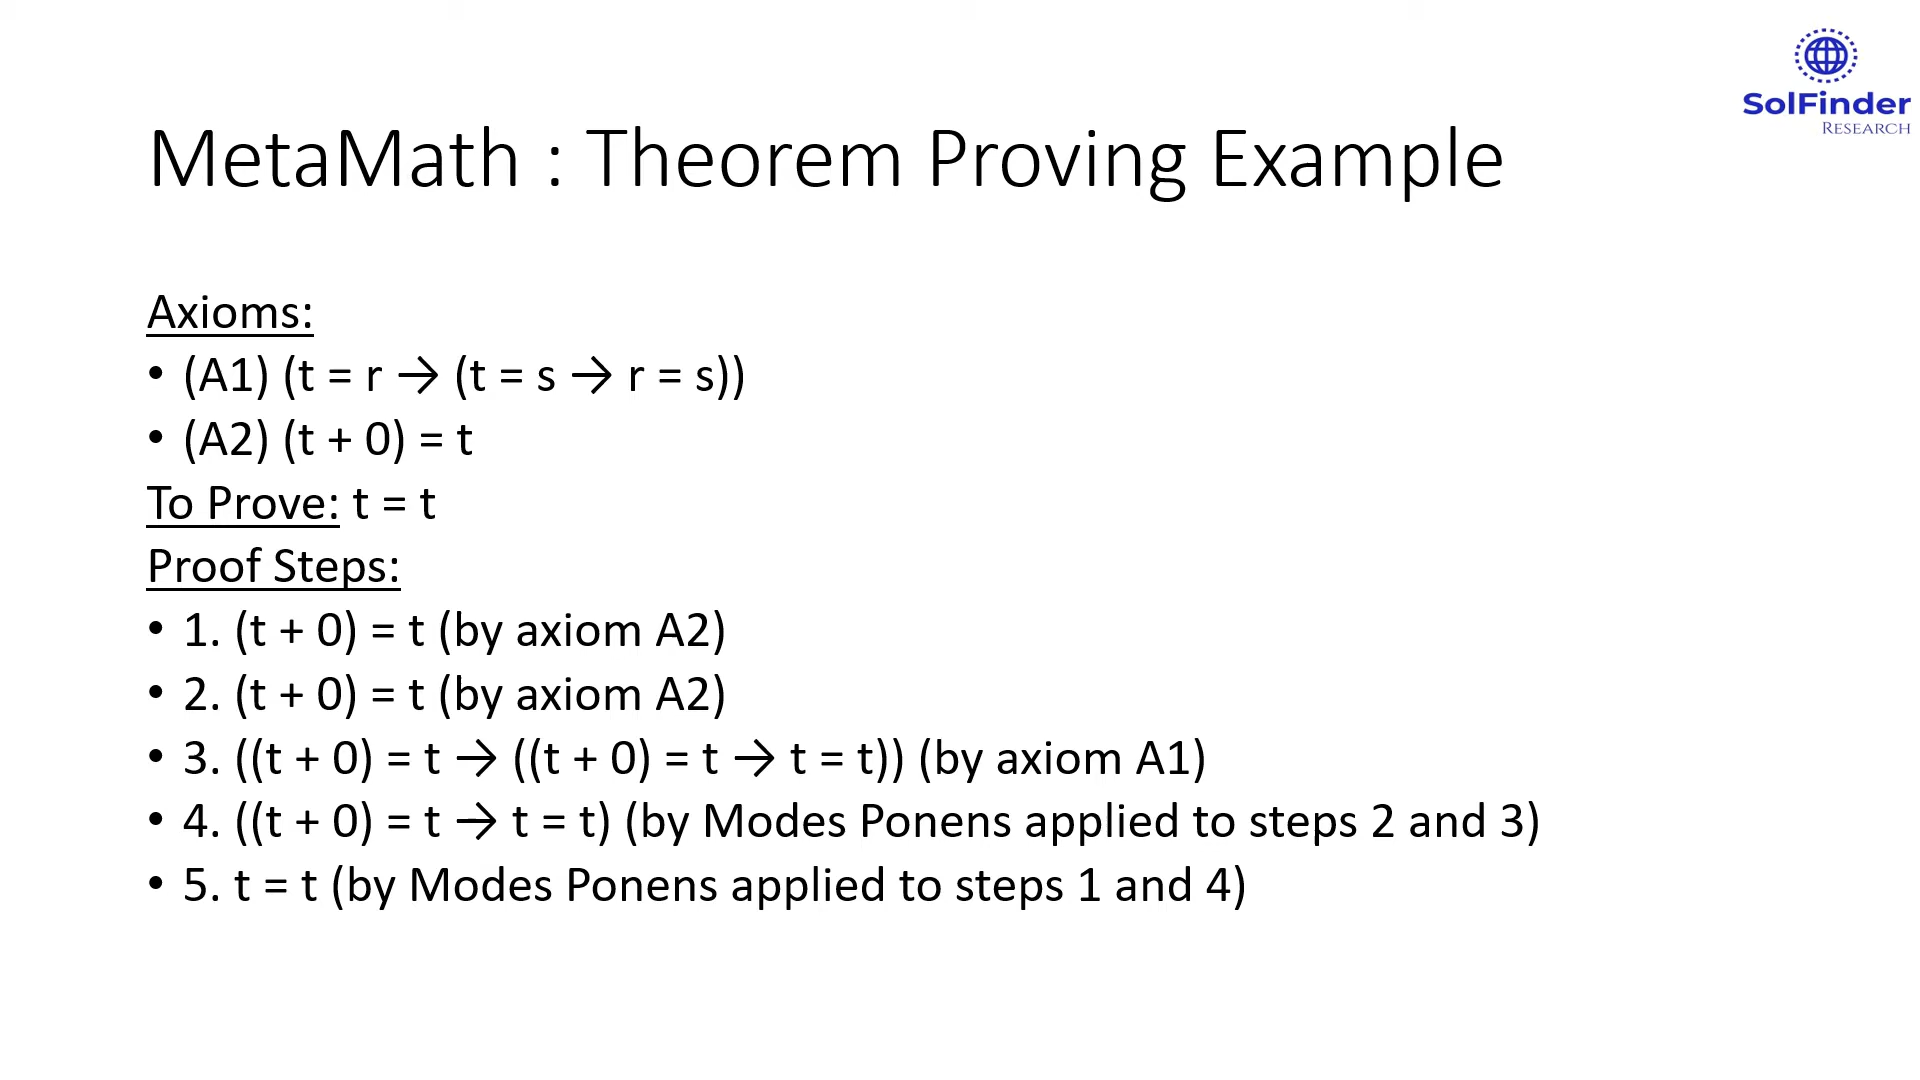 SolFinder
RESEARCH
MetaMath : Theorem Proving Example
Axioms:
• (A1) (t = r → (t = s → r = s))
• (A2) (t + 0) = t
To Prove: t = t
Proof Steps:
• 1. (t + 0) = t (by axiom A2)
• 2. (t + 0) = t (by axiom A2)
• 3. ((t + 0) = t → ((t + 0) = t → t = t)) (by axiom A1)
• 4. ((t + 0) = t → t = t) (by Modes Ponens applied to steps 2 and 3)
• 5. t = t (by Modes Ponens applied to steps 1 and 4)